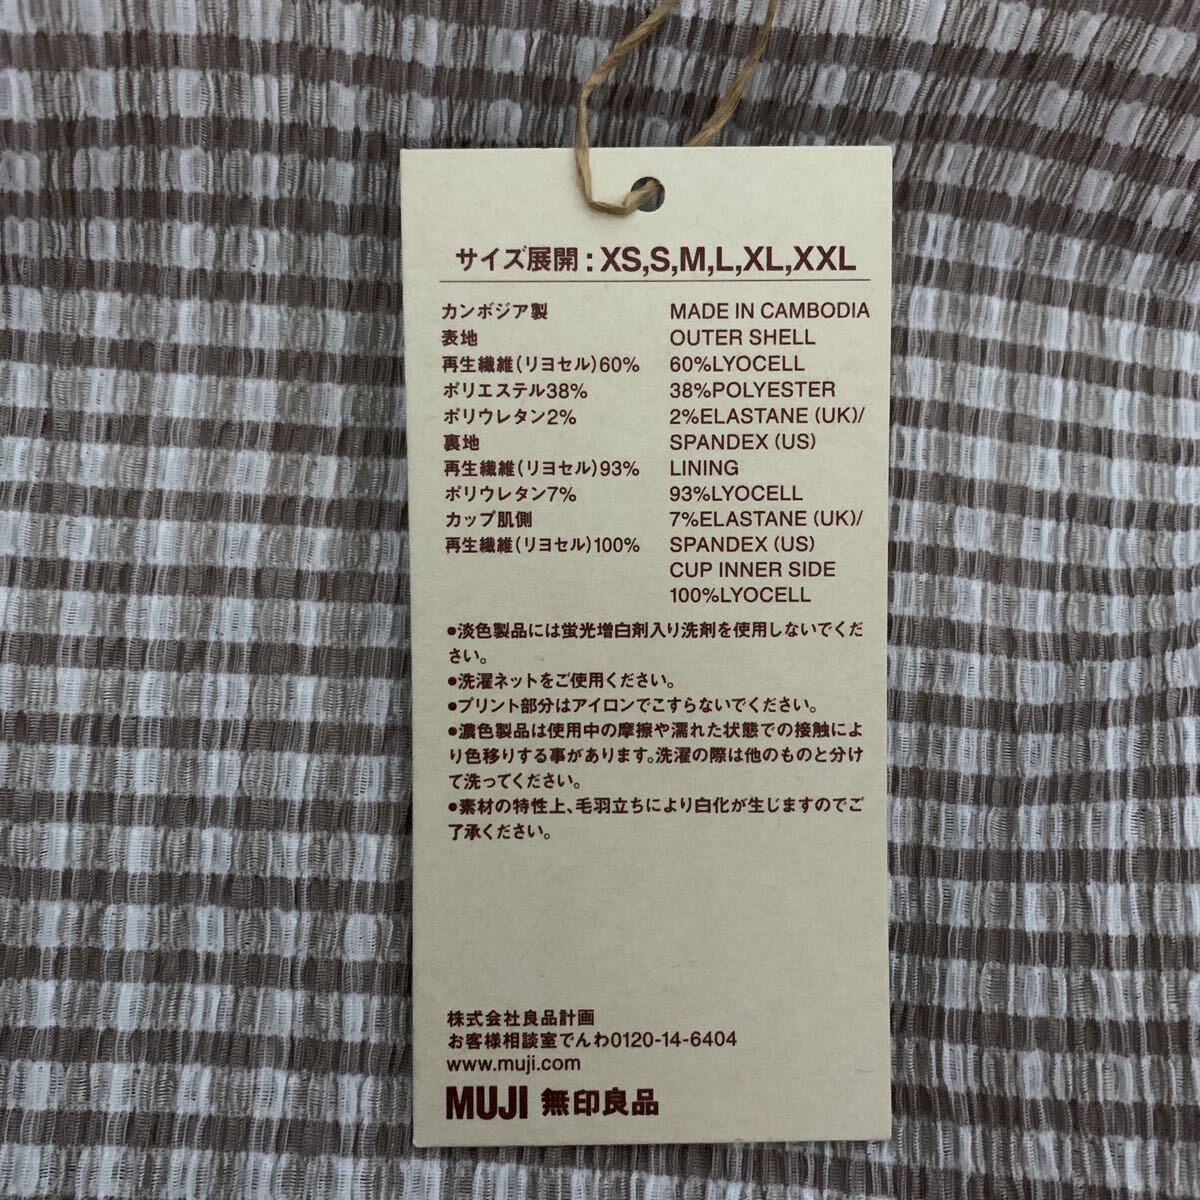 サイズ展開：XS,S,M,L,XL,XXL
カンボジア製
表地
再生繊維(リヨセル)60%
ポリエステル38%
ポリウレタン2%
裏地
再生繊維(リヨセル)93%
ポリウレタン7%
カップ肌側
再生繊維(リヨセル)100%
MADE IN CAMBODIA
OUTER SHELL
60%LYOCELL
38%POLYESTER
2%ELASTANE (UK)/
SPANDEX (US)
LINING
93%LYOCELL
7%ELASTANE (UK)/
SPANDEX (US)
CUP INNER SIDE
100%LYOCELL
●淡色製品には蛍光増白剤入り洗剤を使用しないでくだ
さい。
●洗濯ネットをご使用ください。
●プリント部分はアイロンでこすらないでください。
●濃色製品は使用中の摩擦や濡れた状態での接触によ
り色移りする事があります。洗濯の際は他のものと分け
て洗ってください。
●素材の特性上、毛羽立ちにより白化が生じますのでご
了承ください。
株式会社良品計画
お客様相談室でんわ0120-14-6404
www.muji.com
MUJI 無印良品